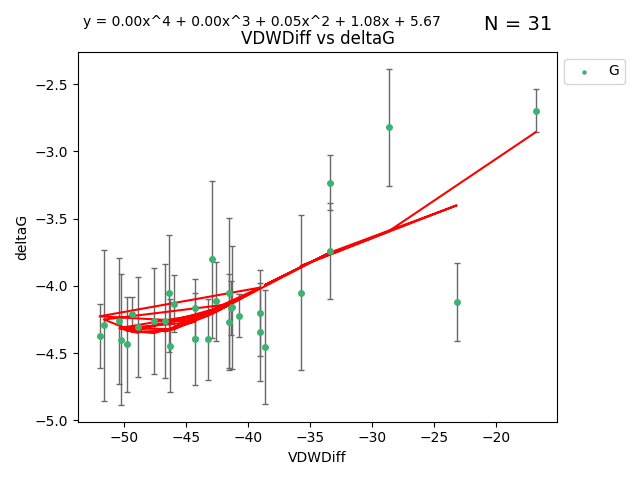 y = 0.00x^4 + 0.00x^3 + 0.05x^2 + 1.08x + 5.67
N = 31
VDWDiff vs deltaG
G
deltaG
−2.5
−3.0
−3.5
−4.0
−4.5
−5.0
−50 −45 −40 −35 −30 −25 −20
VDWDiff